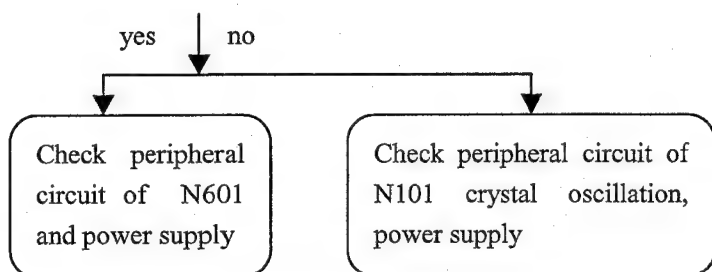 yes no
Check peripheral
circuit of N601
and power supply
Check peripheral circuit of
N101 crystal oscillation,
power supply